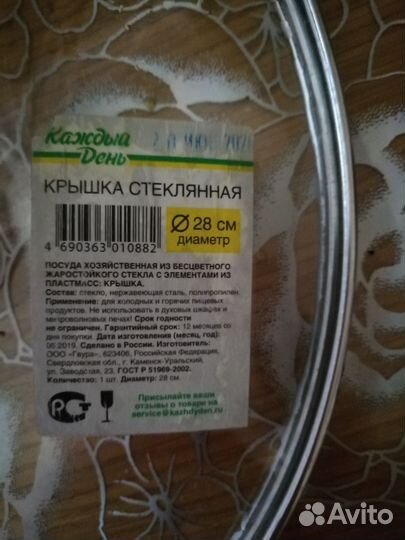 Каждый
День
КРЫШКА СТЕКЛЯННАЯ
4 690363 010882
Ø 28 см
диаметр
ПОСУДА ХОЗЯЙСТВЕННАЯ ИЗ БЕСЦВЕТНОГО
ЖАРОСТОЙКОГО СТЕКЛА С ЭЛЕМЕНТАМИ ИЗ
ПЛАСТМАСС: КРЫШКА.
Состав: стекло, нержавеющая сталь, полипропилен.
Применение: для холодных и горячих пищевых
продуктов. Не использовать в духовых шкафах и
микроволновых печах! Срок годности
не ограничен. Гарантийный срок: 12 месяцев со
дня покупки. Дата изготовления (месяц, год):
06.2019. Сделано в России. Изготовитель:
ООО «Гвура», 623406, Российская Федерация,
Свердловская обл., г. Каменск-Уральский,
ул. Заводская, 23. ГОСТ Р 51969-2002.
Количество: 1 шт. Диаметр: 28 см.
РСТ
Ждем ваши
отзывы о товаре на
service@kazhdyden.ru
Avito